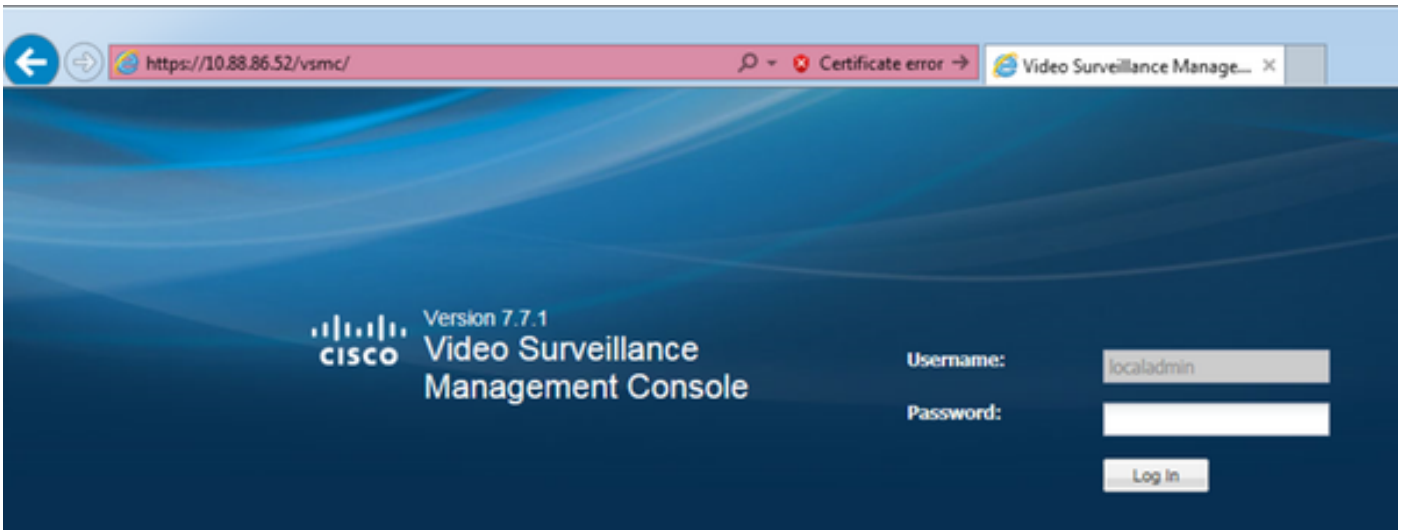 https://10.88.86.52/vsmc/
Certificate error
Video Surveillance Manage...
CISCO
Version 7.7.1
Video Surveillance
Management Console
Username:
localadmin
Password:
Log In